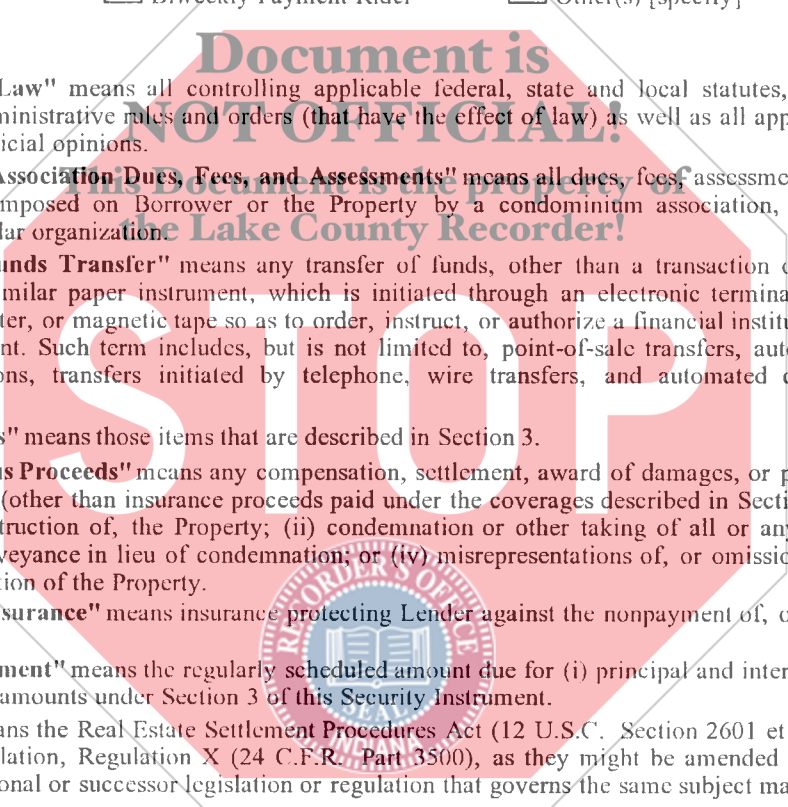 Biweekly Payment Rider Other(s) [specify]
Document is
Law" means all controlling applicable federal, state and local statutes,
ministrative rules and orders (that have the effect of law) as well as all app
icial opinions.
NOT OFFICIAL!
Association Dues, Fees, and Assessments" means all dues, fees, assessme
mposed on Borrower or the Property by a condominium association,
lar organization.
This Document is the property of
the Lake County Recorder!
unds Transfer" means any transfer of funds, other than a transaction o
milar paper instrument, which is initiated through an electronic termina
ter, or magnetic tape so as to order, instruct, or authorize a financial institu
nt. Such term includes, but is not limited to, point-of-sale transfers, aut
ons, transfers initiated by telephone, wire transfers, and automated c
STOP
s" means those items that are described in Section 3.
us Proceeds" means any compensation, settlement, award of damages, or p
(other than insurance proceeds paid under the coverages described in Secti
truction of, the Property; (ii) condemnation or other taking of all or any
veyance in lieu of condemnation; or (iv) misrepresentations of, or omissio
tion of the Property.
surance" means insurance protecting Lender against the nonpayment of, o
ment" means the regularly scheduled amount due for (i) principal and inter
amounts under Section 3 of this Security Instrument.
ans the Real Estate Settlement Procedures Act (12 U.S.C. Section 2601 et
lation, Regulation X (24 C.F.R. Part 3500), as they might be amended
onal or successor legislation or regulation that governs the same subject ma
RECORDER'S OFFICE
SEAL
INDIANA